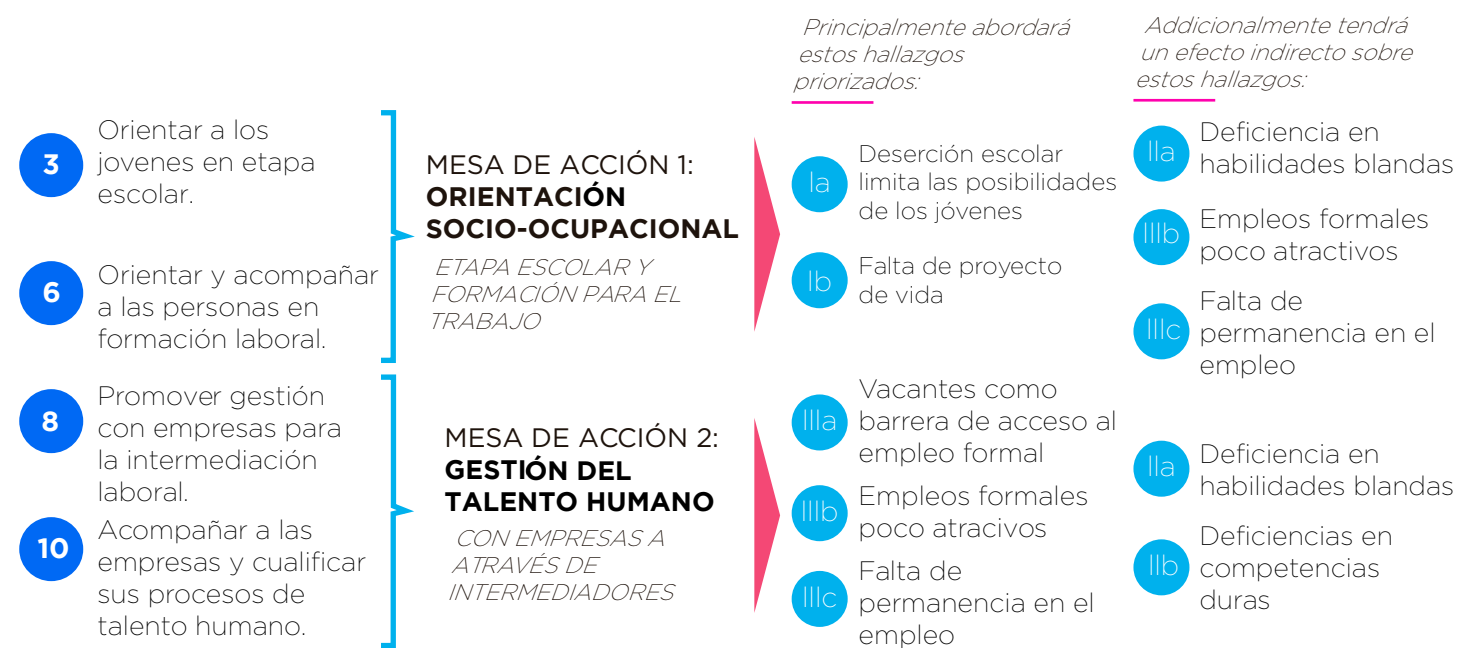 Principalmente abordará
estos hallazgos
priorizados:
Addicionalmente tendrá
un efecto indirecto sobre
estos hallazgos:
3
Orientar a los
jovenes en etapa
escolar.
6
Orientar y acompañar
a las personas en
formación laboral.
MESA DE ACCIÓN 1:
ORIENTACIÓN
SOCIO-OCUPACIONAL
ETAPA ESCOLAR Y
FORMACIÓN PARA EL
TRABAJO
Ia
Deserción escolar
limita las posibilidades
de los jóvenes
Ib
Falta de proyecto
de vida
IIa
Deficiencia en
habilidades blandas
IIIb
Empleos formales
poco atractivos
IIIc
Falta de
permanencia en el
empleo
8
Promover gestión
con empresas para
la intermediación
laboral.
10
Acompañar a las
empresas y cualificar
sus procesos de
talento humano.
MESA DE ACCIÓN 2:
GESTIÓN DEL
TALENTO HUMANO
CON EMPRESAS A
ATRAVÉS DE
INTERMEDIADORES
IIIa
Vacantes como
barrera de acceso al
empleo formal
IIIb
Empleos formales
poco atracivos
IIIc
Falta de
permanencia en el
empleo
IIa
Deficiencia en
habilidades blandas
IIb
Deficiencias en
competencias
duras